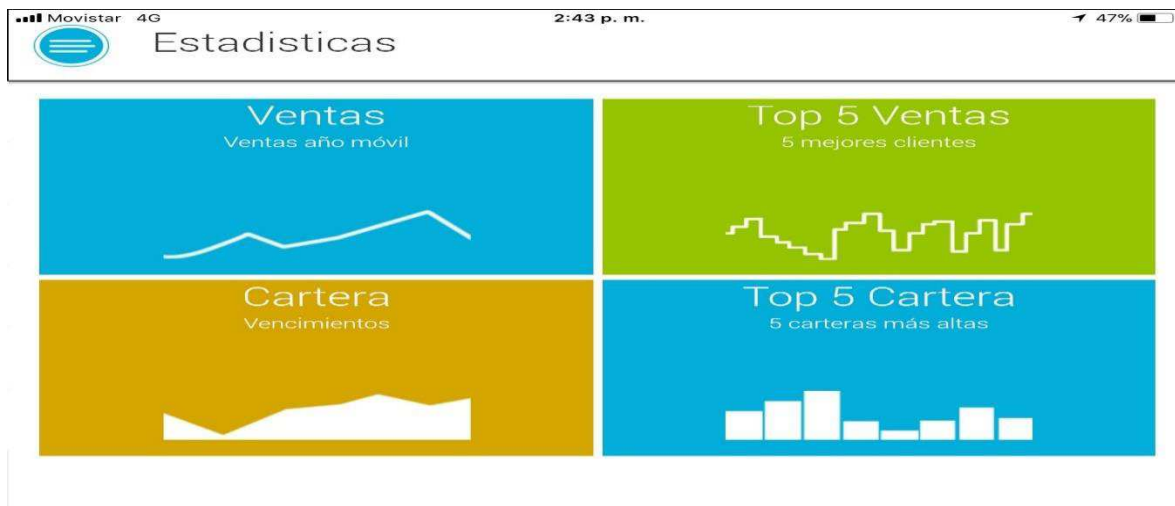 Movistar 4G 2:43 p. m. 47%
Estadisticas
Ventas
Ventas año móvil
Top 5 Ventas
5 mejores clientes
Cartera
Vencimientos
Top 5 Cartera
5 carteras más altas